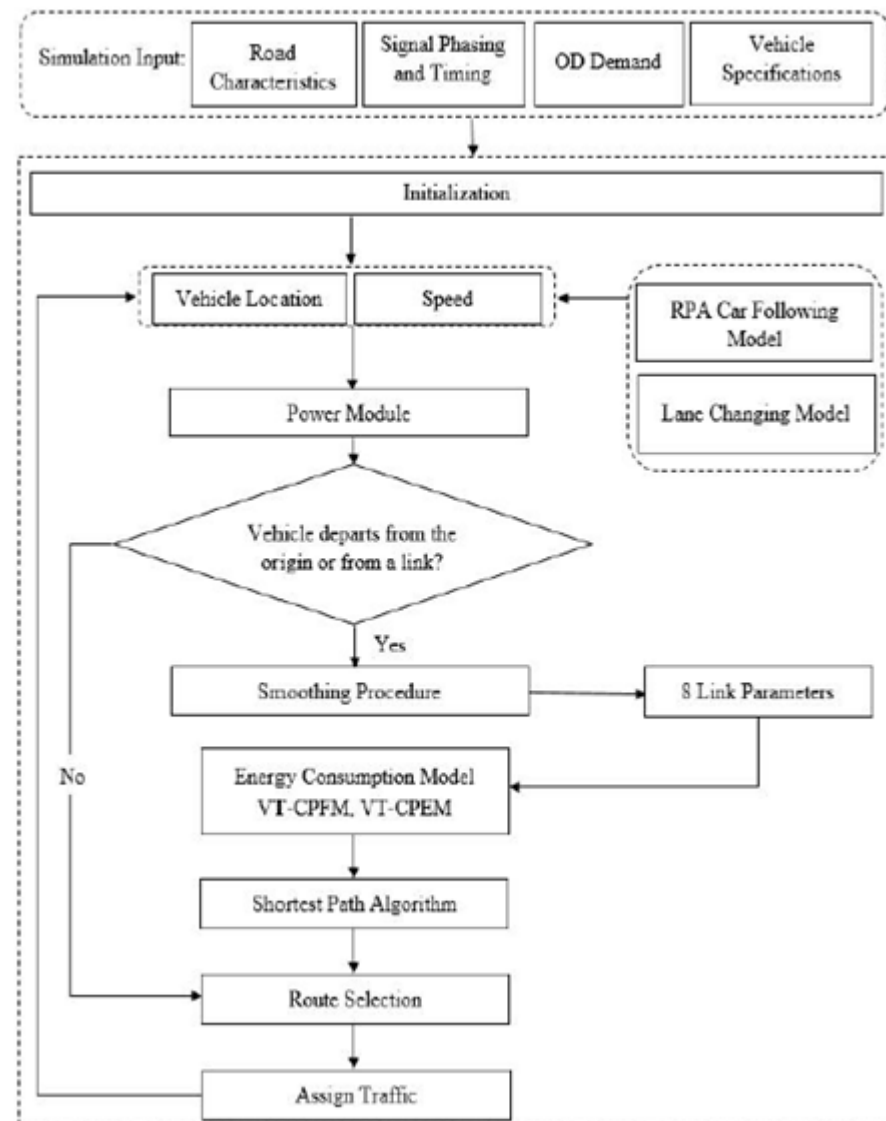 Simulation Input:
Road
Characteristics
Signal Phasing
and Timing
OD Demand
Vehicle
Specifications
Initialization
Vehicle Location
Speed
RPA Car Following
Model
Lane Changing Model
Power Module
Vehicle departs from the
origin or from a link?
Yes
Smoothing Procedure
8 Link Parameters
No
Energy Consumption Model
VT-CPFM, VT-CPEM
Shortest Path Algorithm
Route Selection
Assign Traffic